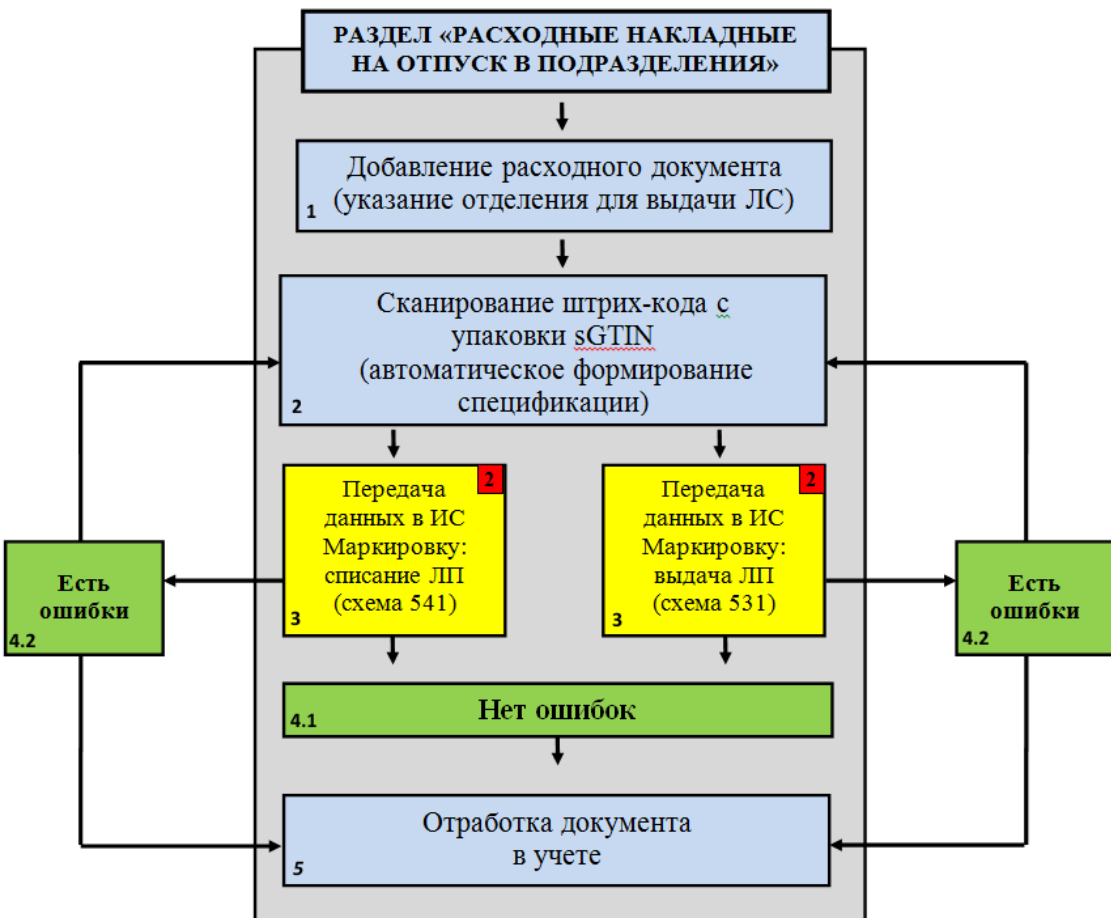 РАЗДЕЛ «РАСХОДНЫЕ НАКЛАДНЫЕ
НА ОТПУСК В ПОДРАЗДЕЛЕНИЯ»
Добавление расходного документа
(указание отделения для выдачи ЛС)
1
Сканирование штрих-кода с
упаковки sGTIN
(автоматическое формирование
спецификации)
2
2
Передача
данных в ИС
Маркировку:
списание ЛП
(схема 541)
3
2
Передача
данных в ИС
Маркировку:
выдача ЛП
(схема 531)
3
Есть
ошибки
4.2
Есть
ошибки
4.2
Нет ошибок
4.1
Отработка документа
в учете
5